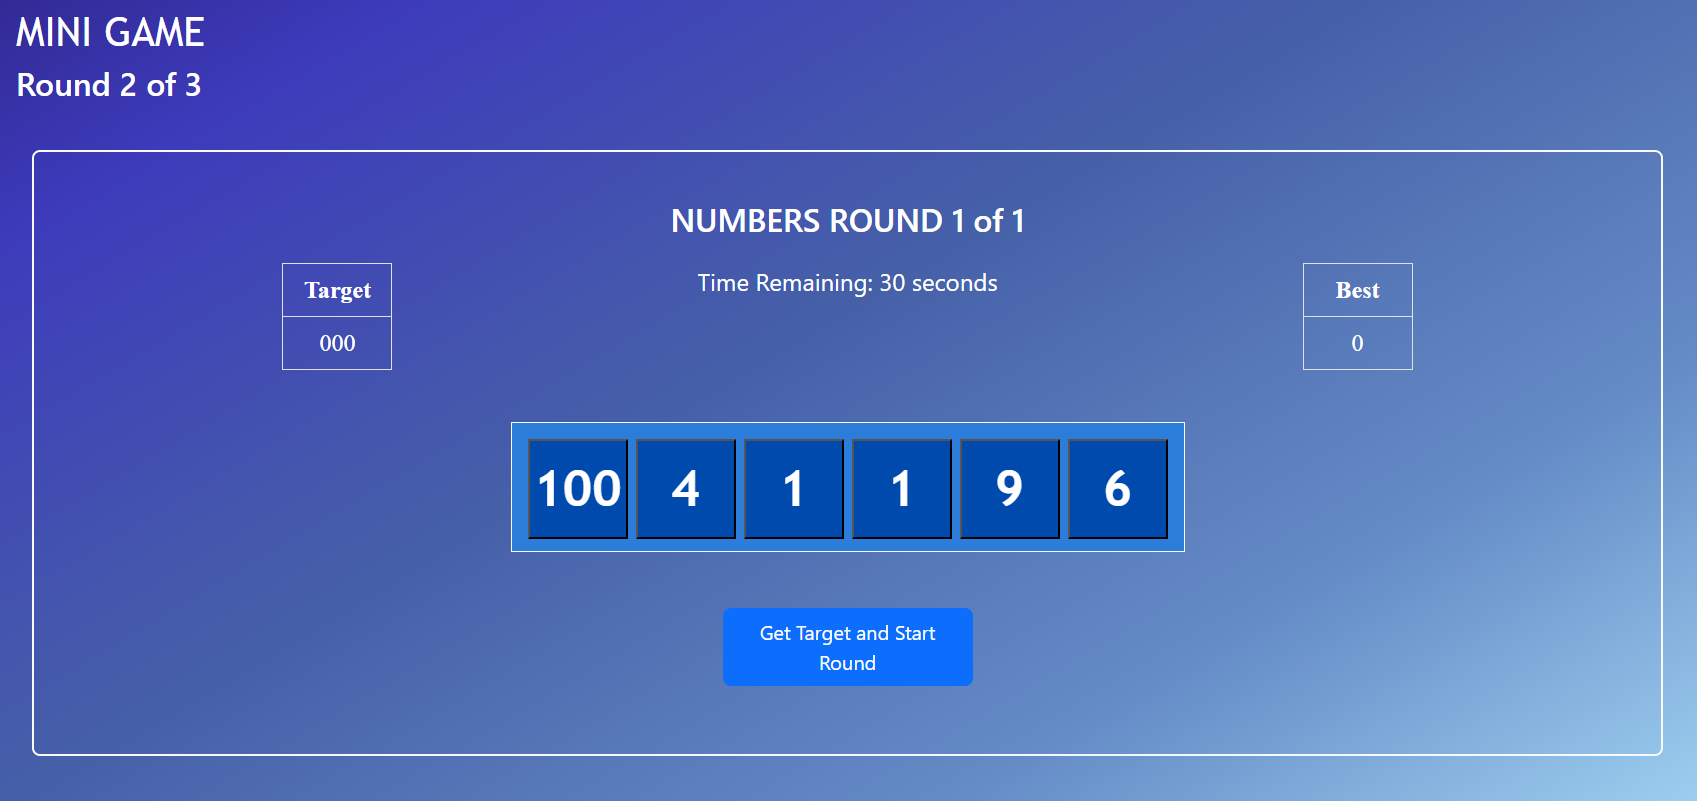 MINI GAME
Round 2 of 3
NUMBERS ROUND 1 of 1
Target
000
Time Remaining: 30 seconds
Best
0
100 4 1 1 9 6
Get Target and Start
Round